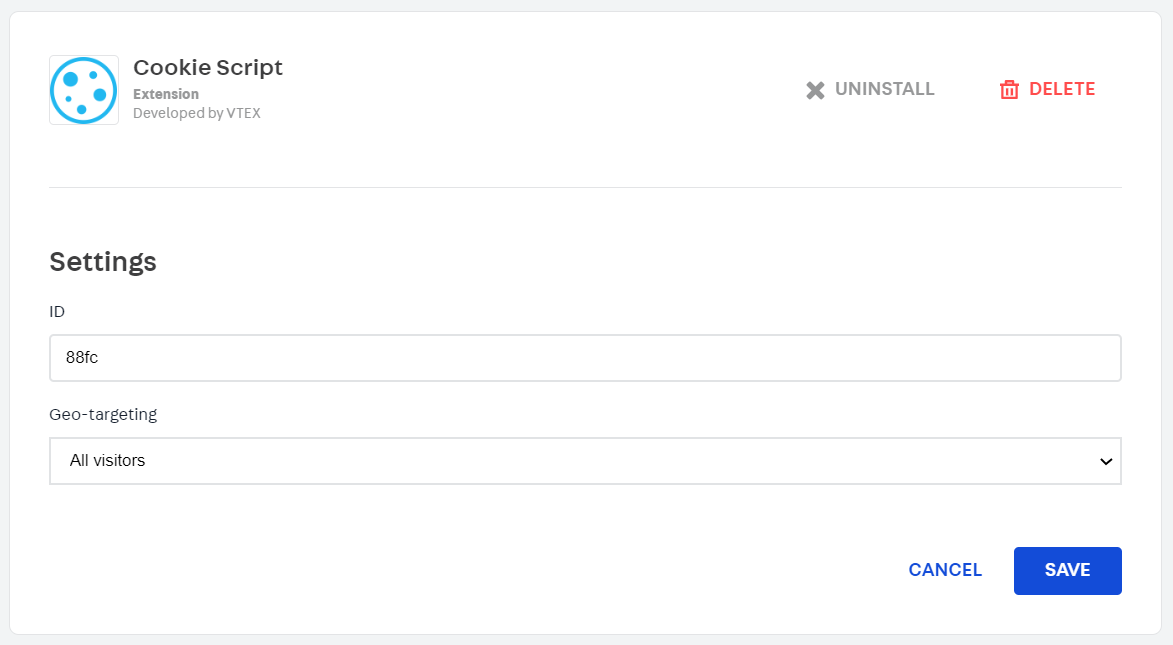 Cookie Script
Extension
Developed by VTEX
UNINSTALL
DELETE
Settings
ID
88fc
Geo-targeting
All visitors
CANCEL
SAVE